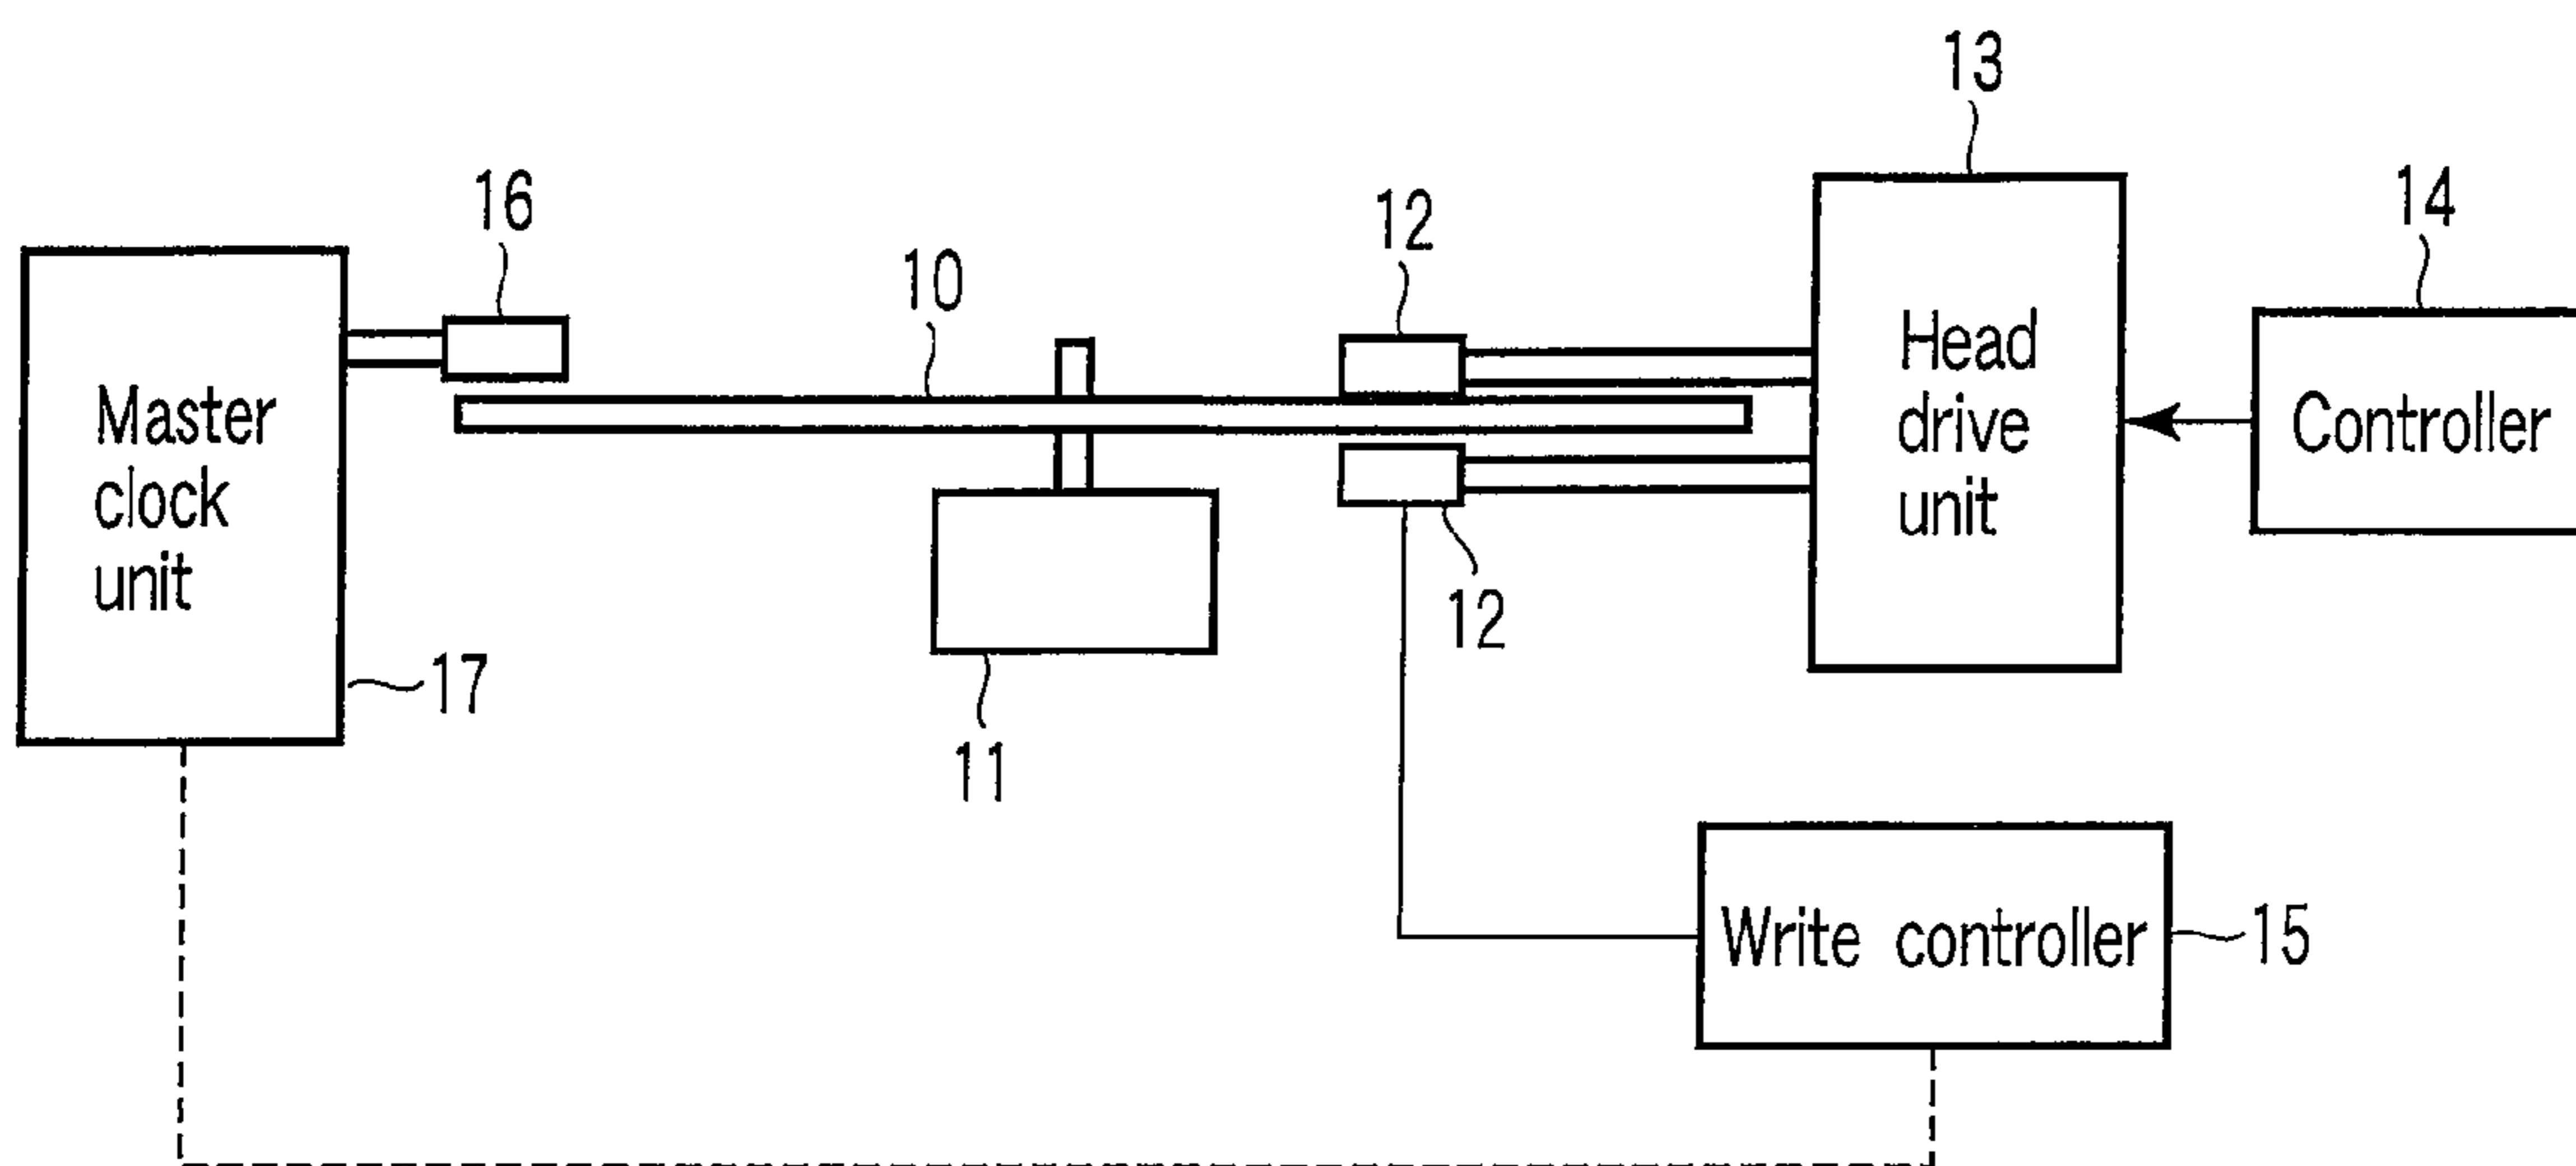 13
14
16
12
10
Head
drive
unit
Controller
Master
clock
unit
12
17
11
Write controller
15